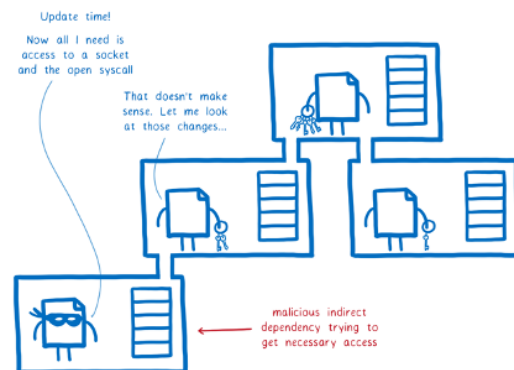 Update time!
Now all I need is
access to a socket
and the open syscall
That doesn't make
sense. Let me look
at those changes...
malicious indirect
dependency trying to
get necessary access